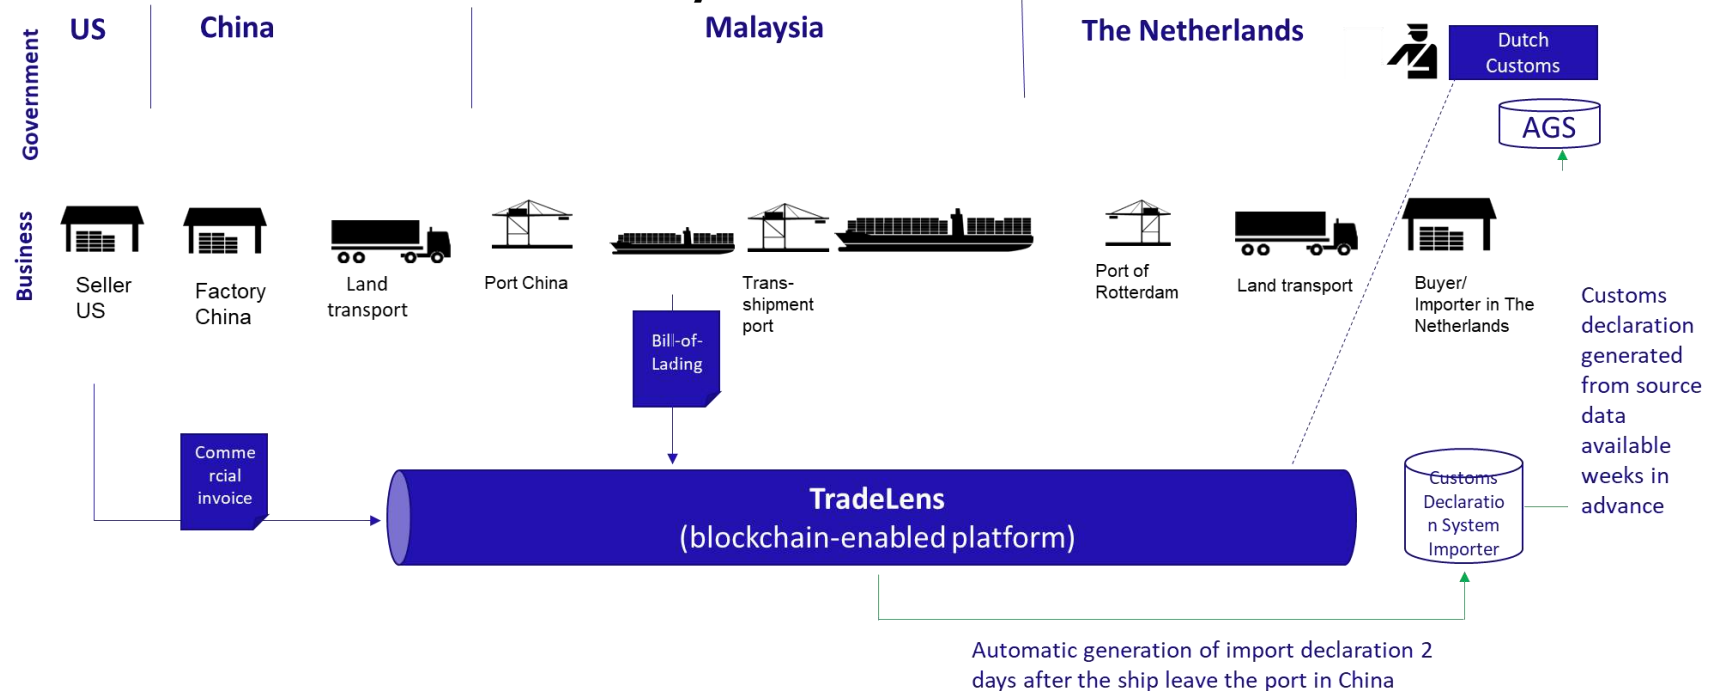 US
China
Malaysia
The Netherlands
Government
Dutch
Customs
AGS
Business
Seller
US
Factory
China
Land
transport
Port China
Trans-
shipment
port
Port of
Rotterdam
Land transport
Buyer/
Importer in The
Netherlands
Bill-of-
Lading
Comme
rcial
invoice
TradeLens
(blockchain-enabled platform)
Customs
Declaratio
n System
Importer
Customs
declaration
generated
from source
data
available
weeks in
advance
Automatic generation of import declaration 2
days after the ship leave the port in China